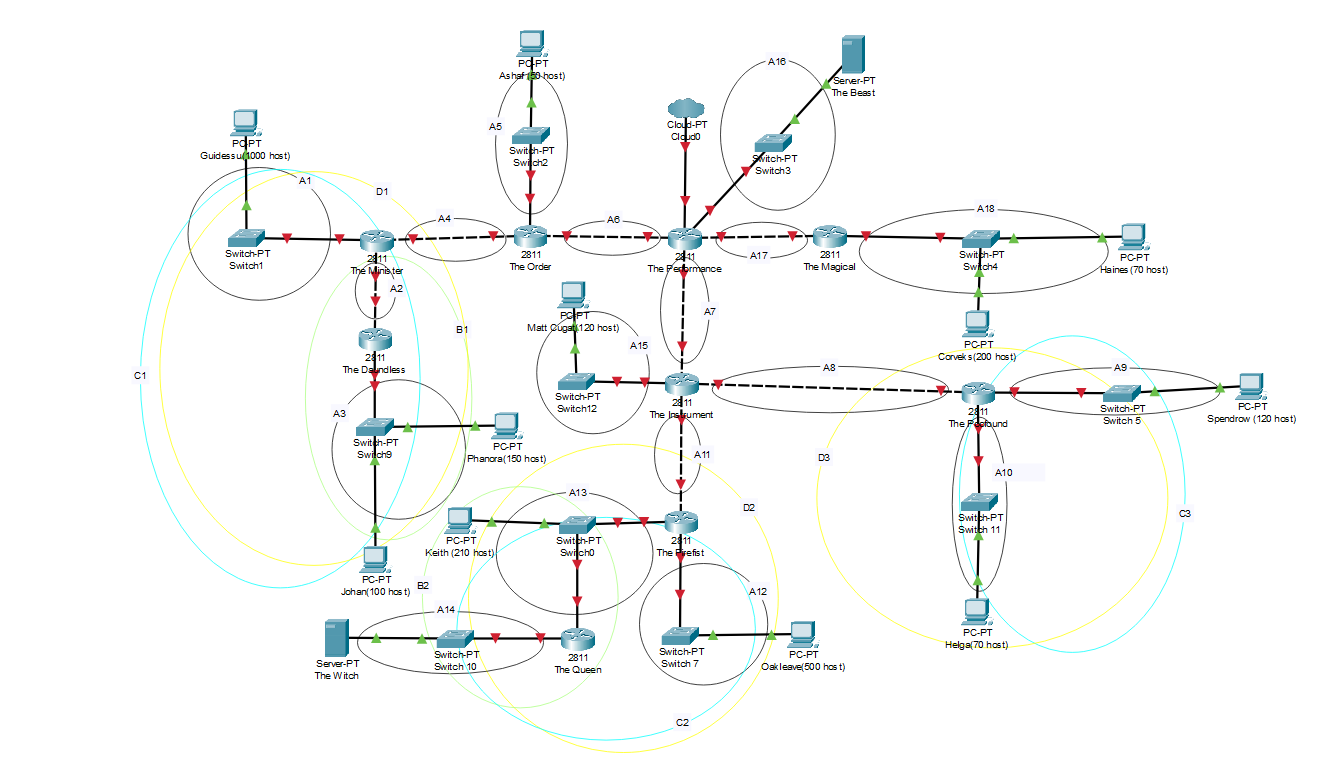 PC-PT
Ashaf (50 host)
A5
Switch-PT
Switch2
2811
The Order
A16
Server-PT
The Beast
Switch-PT
Switch3
Cloud-PT
Cloud0
PC-PT
Guidessu(1000 host)
A1
D1
Switch-PT
Switch1
A4
2811
The Minister
A6
2811
The Performance
A17
2811
The Magical
A18
Switch-PT
Switch4
PC-PT
Haines (70 host)
PC-PT
Corveks(200 host)
A2
B1
C1
2811
The Daundless
A3
Switch-PT
Switch9
PC-PT
Phanora(150 host)
PC-PT
Johan(100 host)
PC-PT
Matt Cugat(120 host)
A15
Switch-PT
Switch12
A7
2811
The Instrument
A8
2811
The Profound
A9
Switch-PT
Switch 5
PC-PT
Spendrow (120 host)
A10
Switch-PT
Switch 11
D3
C3
PC-PT
Helga(70 host)
A11
D2
A13
PC-PT
Keith (210 host)
Switch-PT
Switch0
2811
The Firefist
B2
A14
Server-PT
The Witch
Switch-PT
Switch 10
2811
The Queen
A12
Switch-PT
Switch 7
PC-PT
Oakleave(500 host)
C2